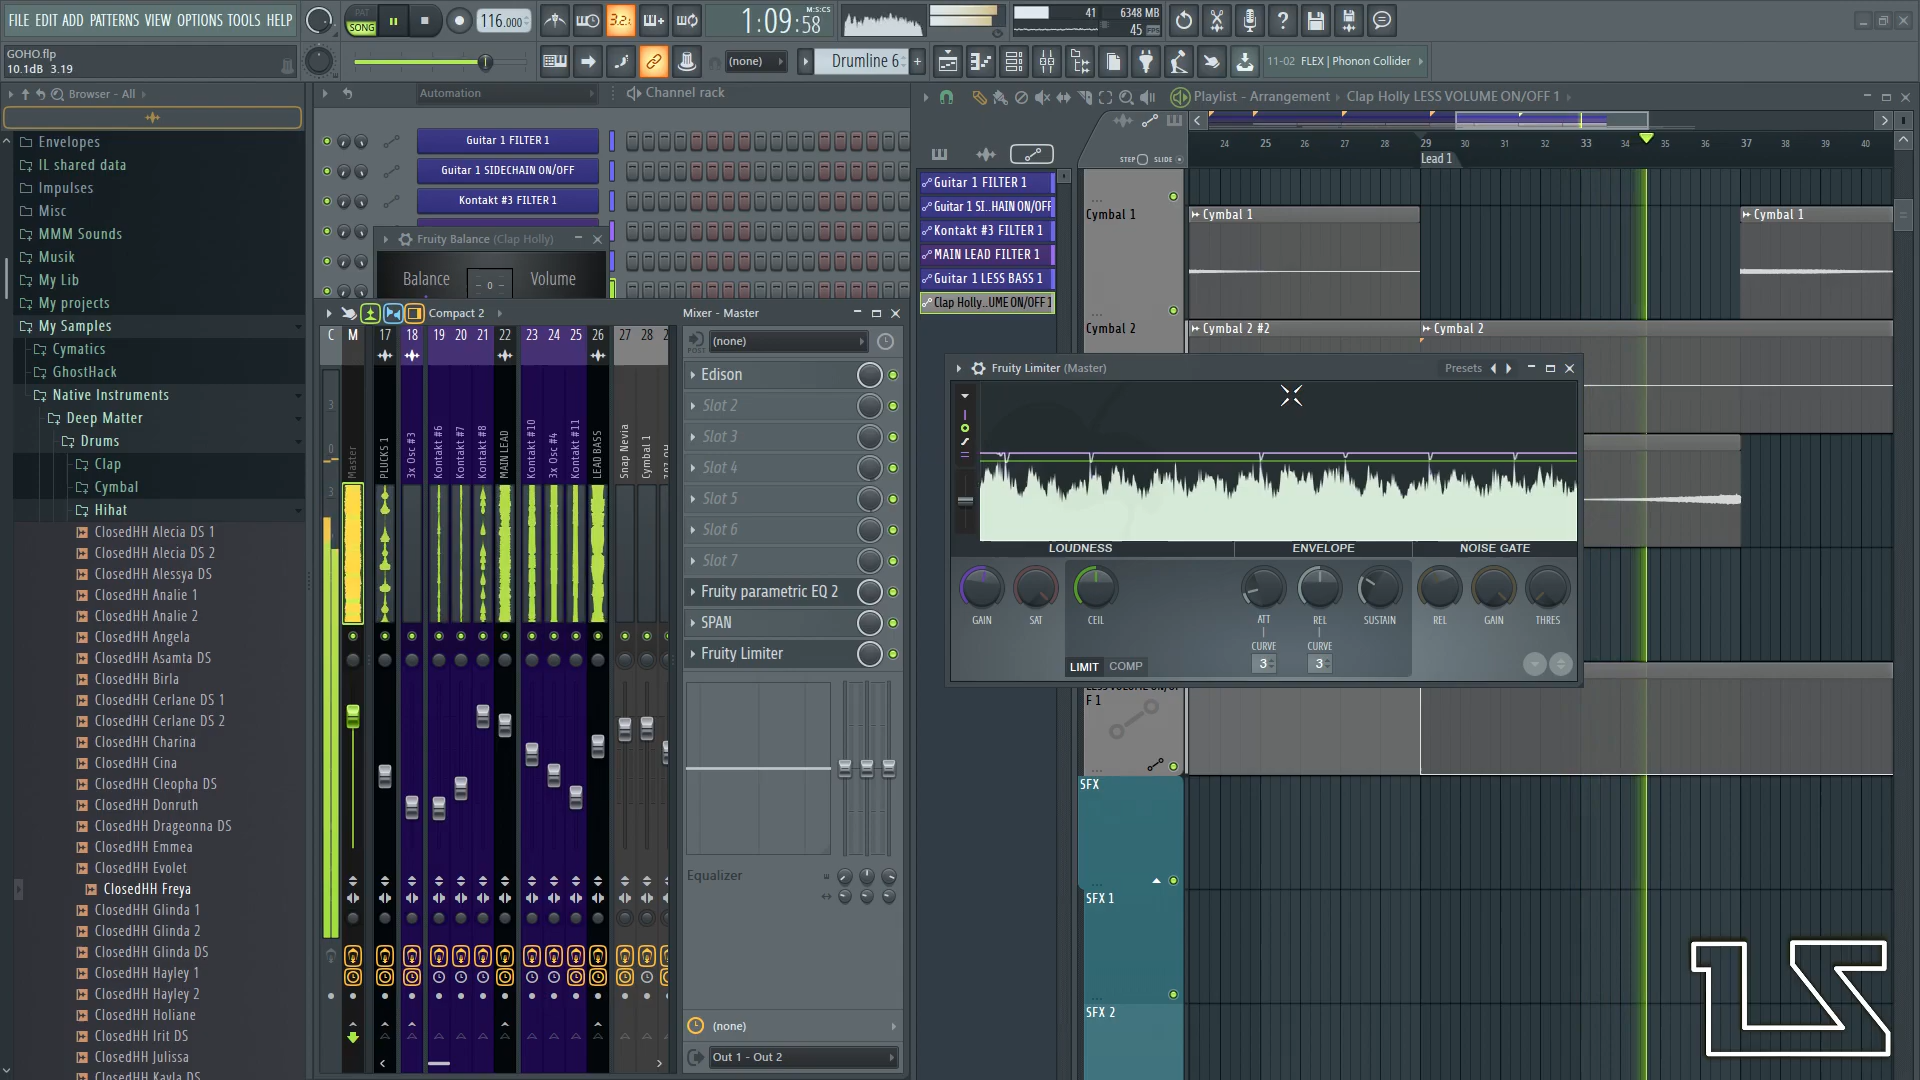 FILE EDIT ADD PATTERNS VIEW OPTIONS TOOLS HELP
PAT
SONG
116.000
3.2:
1:09:58
M:S:CS
41
6348 MB
45
FPS
GOHO.flp
10.1dB 3.19
(none)
Drumline 6
11-02 FLEX | Phonon Collider
Browser - All
Envelopes
IL shared data
Impulses
Misc
MMM Sounds
Musik
My Lib
My projects
My Samples
Cymatics
GhostHack
Native Instruments
Deep Matter
Drums
Clap
Cymbal
Hihat
ClosedHH Alecia DS 1
ClosedHH Alecia DS 2
ClosedHH Alessya DS
ClosedHH Analie 1
ClosedHH Analie 2
ClosedHH Angela
ClosedHH Asamta DS
ClosedHH Birla
ClosedHH Cerlane DS 1
ClosedHH Cerlane DS 2
ClosedHH Charina
ClosedHH Cina
ClosedHH Cleopha DS
ClosedHH Donruth
ClosedHH Drageonna DS
ClosedHH Emmea
ClosedHH Evolet
ClosedHH Freya
ClosedHH Glinda 1
ClosedHH Glinda 2
ClosedHH Glinda DS
ClosedHH Hayley 1
ClosedHH Hayley 2
ClosedHH Holiane
ClosedHH Irit DS
ClosedHH Julissa
ClosedHH Kayla DS
Automation
Channel rack
Guitar 1 FILTER 1
Guitar 1 SIDECHAIN ON/OFF
Kontakt #3 FILTER 1
Fruity Balance (Clap Holly)
Balance
- 0 -
Volume
Compact 2
Mixer - Master
C M 17 18 19 20 21 22 23 24 25 26 27 28
3
0
3
Master
PLUCKS 1
3x Osc #3
Kontakt #6
Kontakt #7
Kontakt #8
MAIN LEAD
Kontakt #10
3x Osc #4
Kontakt #11
LEAD BASS
Snap Nevia
Cymbal 1
(none)
POST
Edison
Slot 2
Slot 3
Slot 4
Slot 5
Slot 6
Slot 7
Fruity parametric EQ 2
SPAN
Fruity Limiter
Equalizer
(none)
Out 1 - Out 2
Playlist - Arrangement
Clap Holly LESS VOLUME ON/OFF 1
STEP
SLIDE
24 25 26 27 28 29 30 31 32 33 34 35 36 37 38 39 40
Lead 1
Guitar 1 FILTER 1
Guitar 1 SI..HAIN ON/OFF
Kontakt #3 FILTER 1
MAIN LEAD FILTER 1
Guitar 1 LESS BASS 1
Clap Holly..UME ON/OFF 1
Cymbal 1
Cymbal 1
Cymbal 1
Cymbal 2
Cymbal 2 #2
Cymbal 2
Fruity Limiter (Master)
Presets
LOUDNESS
ENVELOPE
NOISE GATE
GAIN
SAT
CEIL
ATT
REL
SUSTAIN
REL
GAIN
THRES
CURVE
CURVE
3
3
LIMIT
COMP
LESS VOLUME ON/OF
F 1
SFX
SFX 1
SFX 2
LS